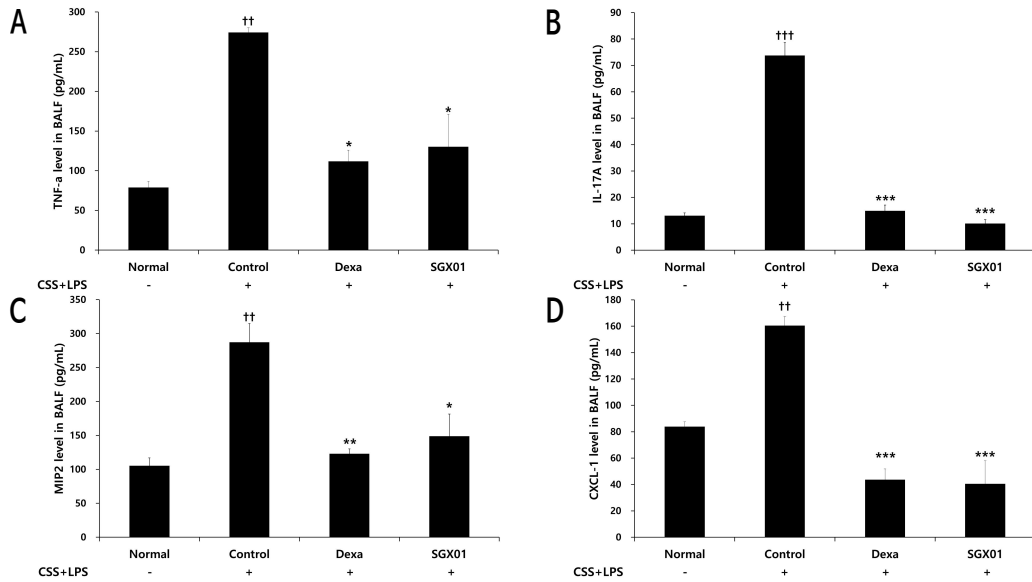 A
TNF-a level in BALF (pg/mL)
300
250
200
150
100
50
0
††
*
*
Normal Control Dexa SGX01
CSS+LPS - + + +
B
IL-17A level in BALF (pg/mL)
90
80
70
60
50
40
30
20
10
0
†††
***
***
Normal Control Dexa SGX01
CSS+LPS - + + +
C
MIP2 level in BALF (pg/mL)
350
300
250
200
150
100
50
0
††
**
*
Normal Control Dexa SGX01
CSS+LPS - + + +
D
CXCL-1 level in BALF (pg/mL)
180
160
140
120
100
80
60
40
20
0
††
***
***
Normal Control Dexa SGX01
CSS+LPS - + + +